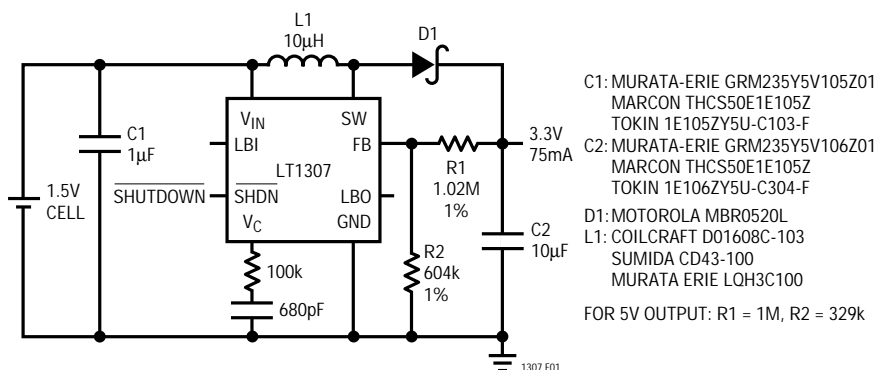 L1
10µH
D1
C1
1µF
1.5V
CELL
VIN
SW
LBI
FB
LT1307
SHUTDOWN
SHDN
LBO
VC
GND
100k
680pF
R1
1.02M
1%
R2
604k
1%
3.3V
75mA
C2
10µF
C1: MURATA-ERIE GRM235Y5V105Z01
MARCON THCS50E1E105Z
TOKIN 1E105ZY5U-C103-F
C2: MURATA-ERIE GRM235Y5V106Z01
MARCON THCS50E1E105Z
TOKIN 1E106ZY5U-C304-F
D1: MOTOROLA MBR0520L
L1: COILCRAFT D01608C-103
SUMIDA CD43-100
MURATA ERIE LQH3C100
FOR 5V OUTPUT: R1 = 1M, R2 = 329k
1307 F01